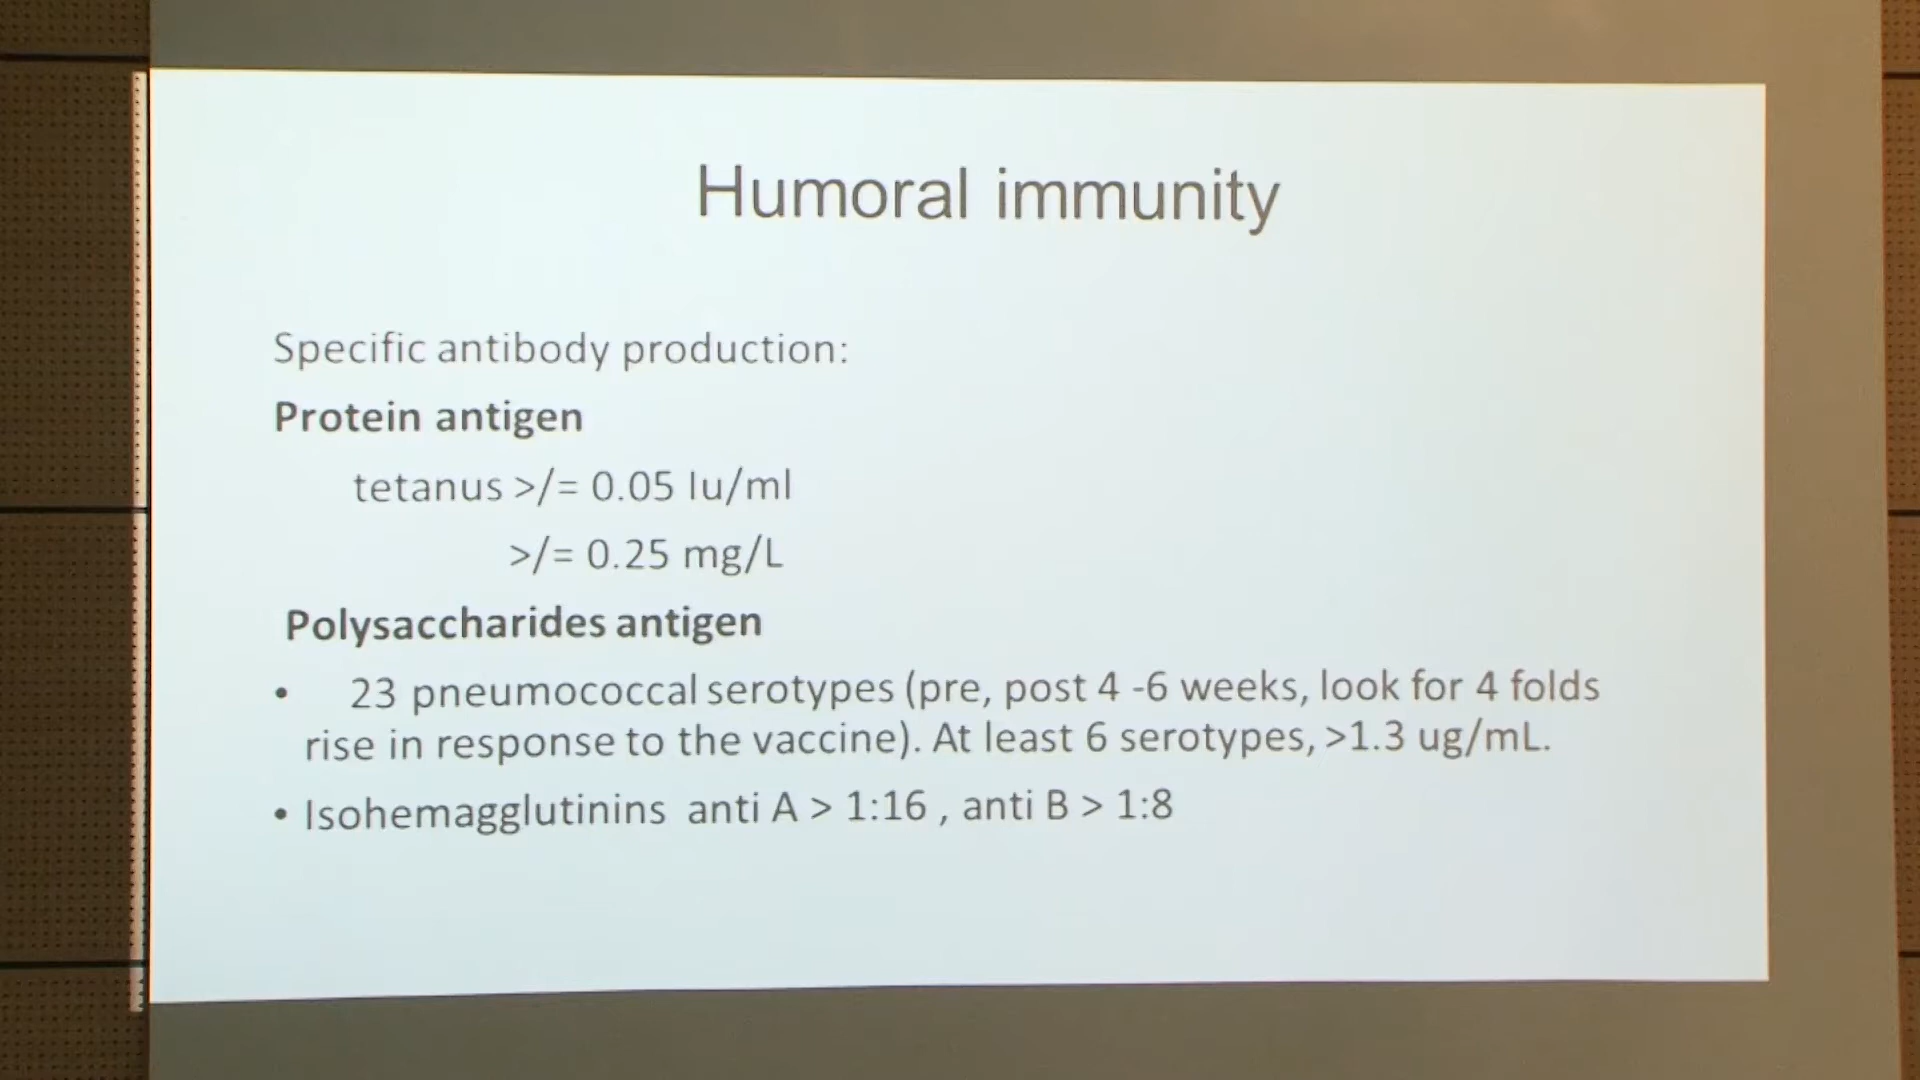 Humoral immunity
Specific antibody production:
Protein antigen
tetanus >/= 0.05 Iu/ml
>/= 0.25 mg/L
Polysaccharides antigen
• 23 pneumococcal serotypes (pre, post 4 -6 weeks, look for 4 folds
rise in response to the vaccine). At least 6 serotypes, >1.3 ug/mL.
• Isohemagglutinins anti A > 1:16 , anti B > 1:8